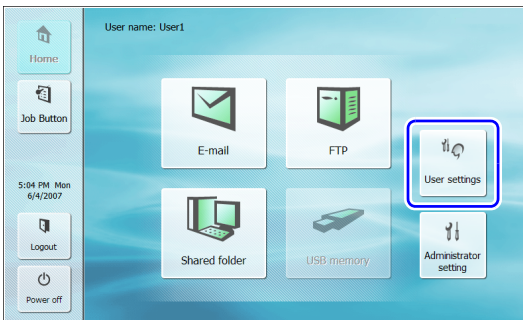 User name: User1
Home
Job Button
5:04 PM Mon
6/4/2007
Logout
Power off
E-mail
FTP
Shared folder
USB memory
User settings
Administrator
setting